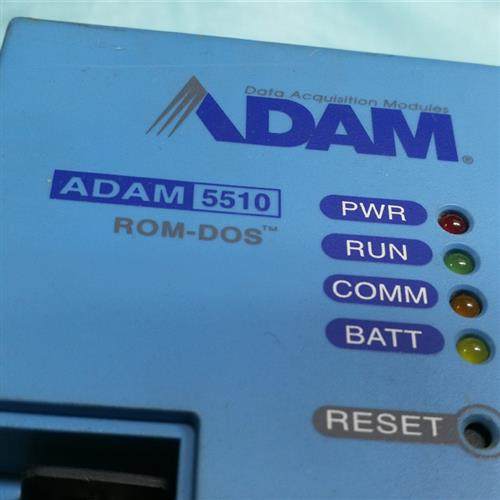 Data Acquisition Modules
ADAM®
ADAM 5510
ROM-DOS™
PWR
RUN
COMM
BATT
RESET